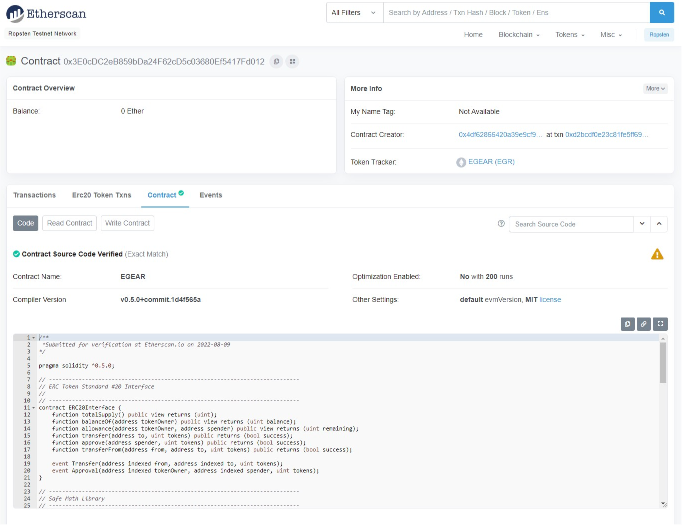 Etherscan
All Filters
Search by Address / Txn Hash / Block / Token / Ens
Ropsten Testnet Network
Home Blockchain Tokens Misc Ropsten
Contract 0x3E0cDC2eB859bDa24F62cD5c03680Ef5417Fd012
Contract Overview
Balance: 0 Ether
More Info
More
My Name Tag: Not Available
Contract Creator: 0x4df62866420a39e9cf9... at txn 0xd2bcdf0e23c81fe5ff69...
Token Tracker: EGEAR (EGR)
Transactions Erc20 Token Txns Contract Events
Code Read Contract Write Contract
Search Source Code
Contract Source Code Verified (Exact Match)
Contract Name: EGEAR
Optimization Enabled: No with 200 runs
Compiler Version v0.5.0+commit.1d4f565a
Other Settings: default evmVersion, MIT license
1 /**
2 *Submitted for verification at Etherscan.io on 2022-08-09
3 */
4
5 pragma solidity ^0.5.0;
6
7 // ----------------------------------------------------------------------------
8 // ERC Token Standard #20 Interface
9 //
10 // ----------------------------------------------------------------------------
11 contract ERC20Interface {
12 function totalSupply() public view returns (uint);
13 function balanceOf(address tokenOwner) public view returns (uint balance);
14 function allowance(address tokenOwner, address spender) public view returns (uint remaining);
15 function transfer(address to, uint tokens) public returns (bool success);
16 function approve(address spender, uint tokens) public returns (bool success);
17 function transferFrom(address from, address to, uint tokens) public returns (bool success);
18
19 event Transfer(address indexed from, address indexed to, uint tokens);
20 event Approval(address indexed tokenOwner, address indexed spender, uint tokens);
21 }
22
23 // ----------------------------------------------------------------------------
24 // Safe Math Library
25 // ----------------------------------------------------------------------------